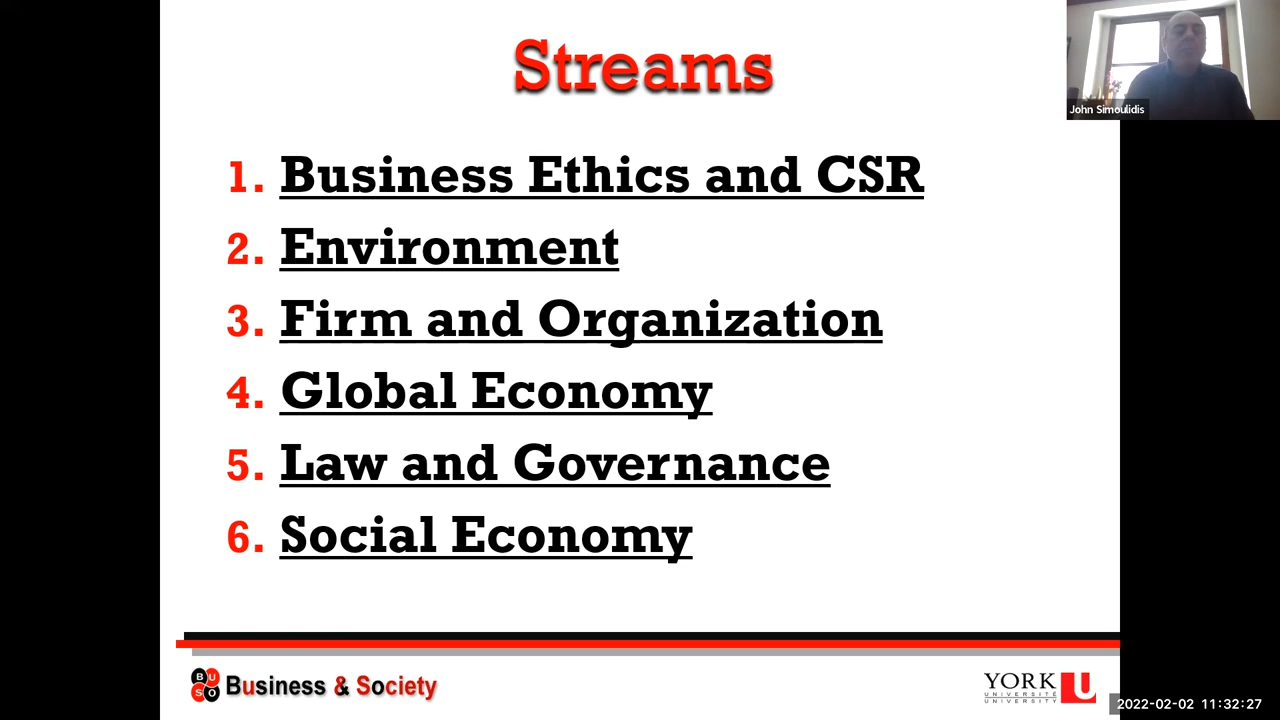 Streams
John Simoulidis
1. Business Ethics and CSR
2. Environment
3. Firm and Organization
4. Global Economy
5. Law and Governance
6. Social Economy
B U
S O
Business & Society
YORK U
UNIVERSITÉ
UNIVERSITY
2022-02-02 11:32:27